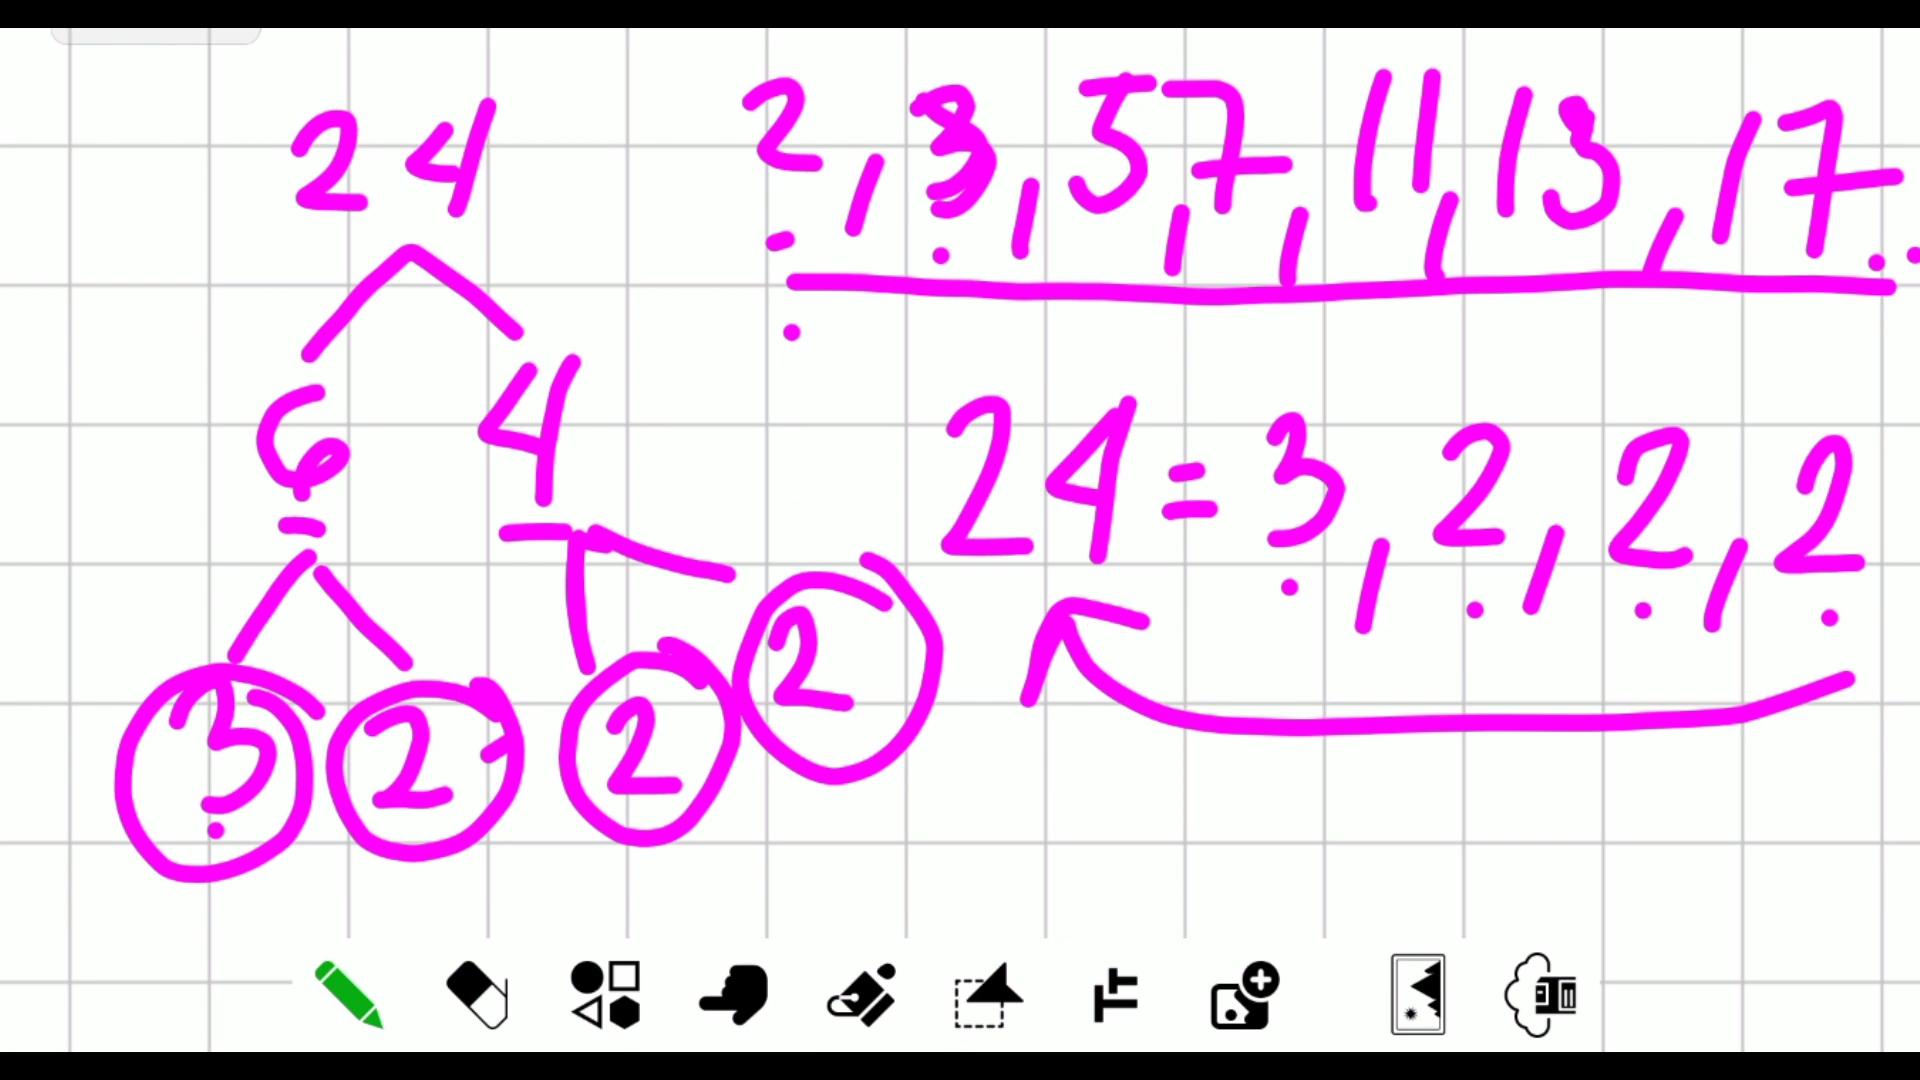 24
2, 3, 5, 7, 11, 13, 17..
6 4
24 = 3, 2, 2, 2
3 2, 2 2